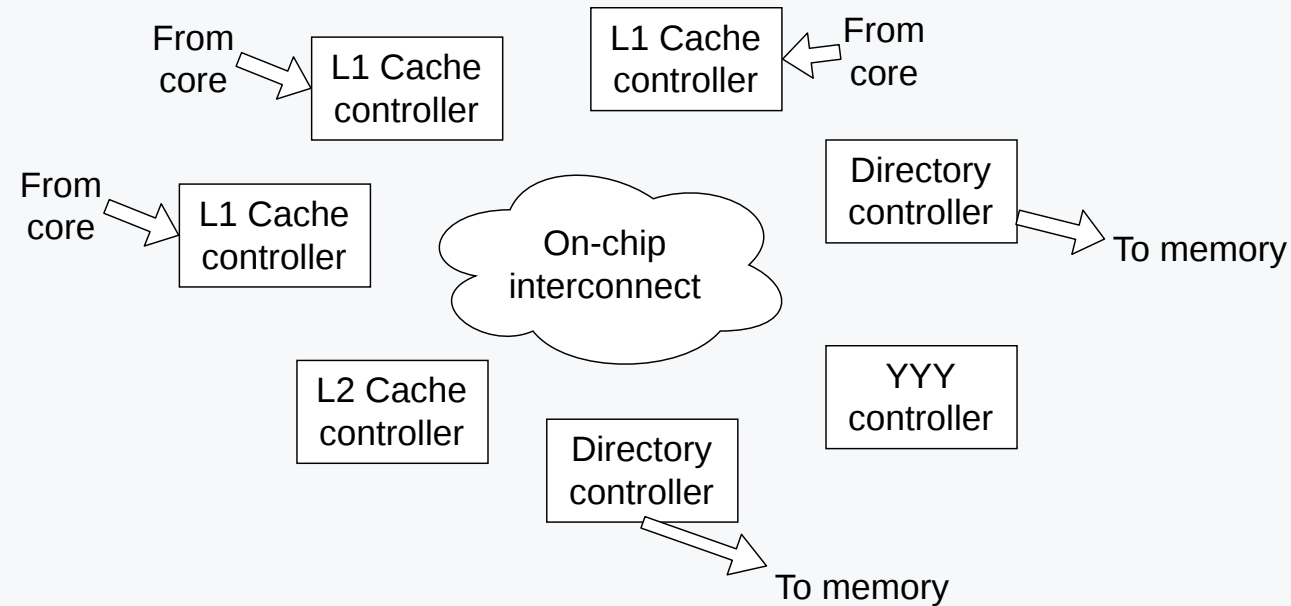 From
core
L1 Cache
controller
L1 Cache
controller
From
core
From
core
L1 Cache
controller
On-chip
interconnect
Directory
controller
To memory
L2 Cache
controller
Directory
controller
To memory
YYY
controller